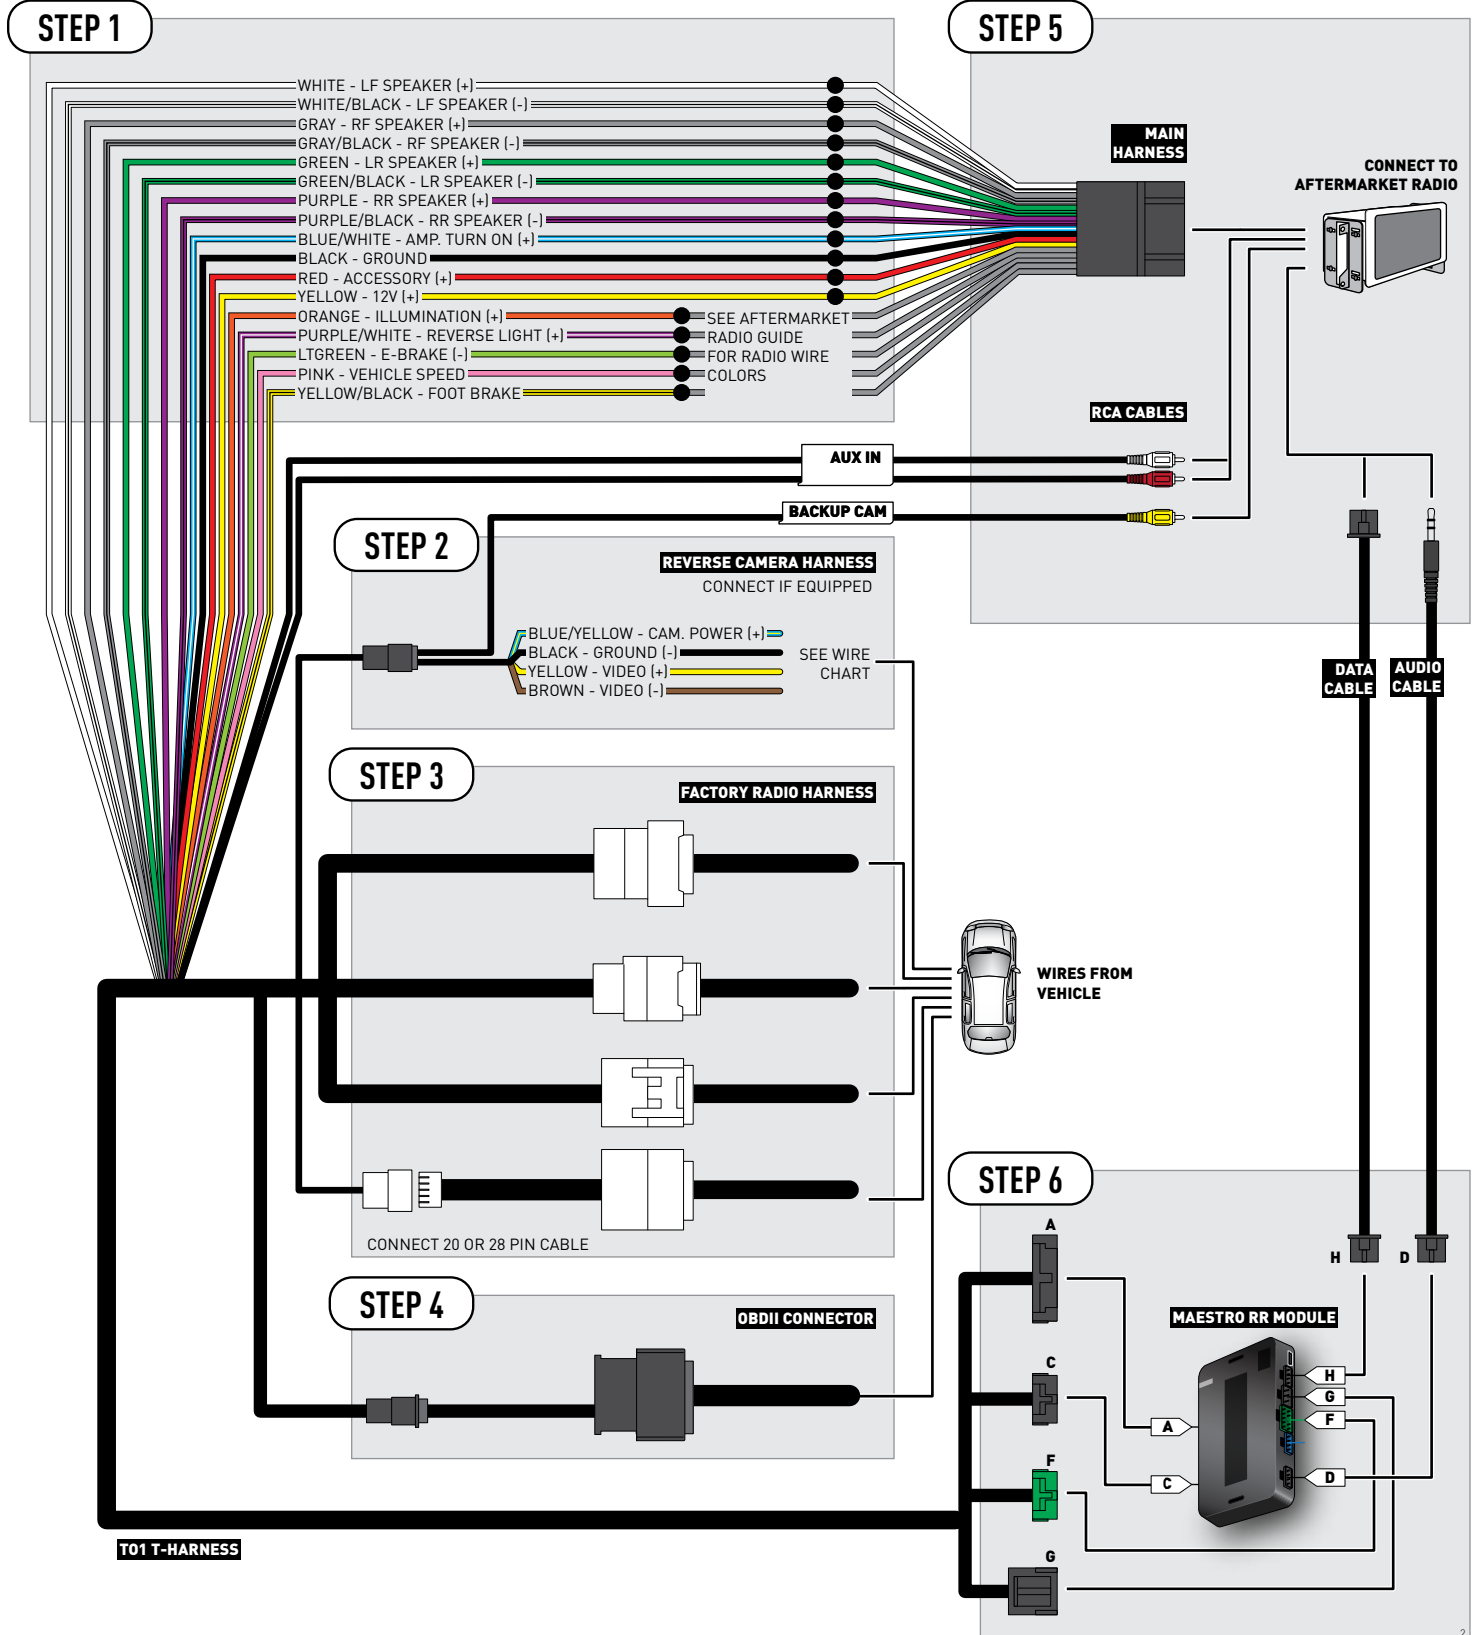 STEP 1
WHITE - LF SPEAKER (+)
WHITE/BLACK - LF SPEAKER (-)
GRAY - RF SPEAKER (+)
GRAY/BLACK - RF SPEAKER (-)
GREEN - LR SPEAKER (+)
GREEN/BLACK - LR SPEAKER (-)
PURPLE - RR SPEAKER (+)
PURPLE/BLACK - RR SPEAKER (-)
BLUE/WHITE - AMP. TURN ON (+)
BLACK - GROUND
RED - ACCESSORY (+)
YELLOW - 12V (+)
ORANGE - ILLUMINATION (+)
PURPLE/WHITE - REVERSE LIGHT (+)
LTGREEN - E-BRAKE (-)
PINK - VEHICLE SPEED
YELLOW/BLACK - FOOT BRAKE
SEE AFTERMARKET
RADIO GUIDE
FOR RADIO WIRE
COLORS
STEP 5
MAIN
HARNESS
CONNECT TO
AFTERMARKET RADIO
RCA CABLES
AUX IN
BACKUP CAM
DATA
CABLE
AUDIO
CABLE
STEP 2
REVERSE CAMERA HARNESS
CONNECT IF EQUIPPED
BLUE/YELLOW - CAM. POWER (+)
BLACK - GROUND (-)
YELLOW - VIDEO (+)
BROWN - VIDEO (-)
SEE WIRE
CHART
STEP 3
FACTORY RADIO HARNESS
CONNECT 20 OR 28 PIN CABLE
WIRES FROM
VEHICLE
STEP 4
OBDII CONNECTOR
T01 T-HARNESS
STEP 6
A
C
F
G
H
D
MAESTRO RR MODULE
H
G
F
D
A
C
2